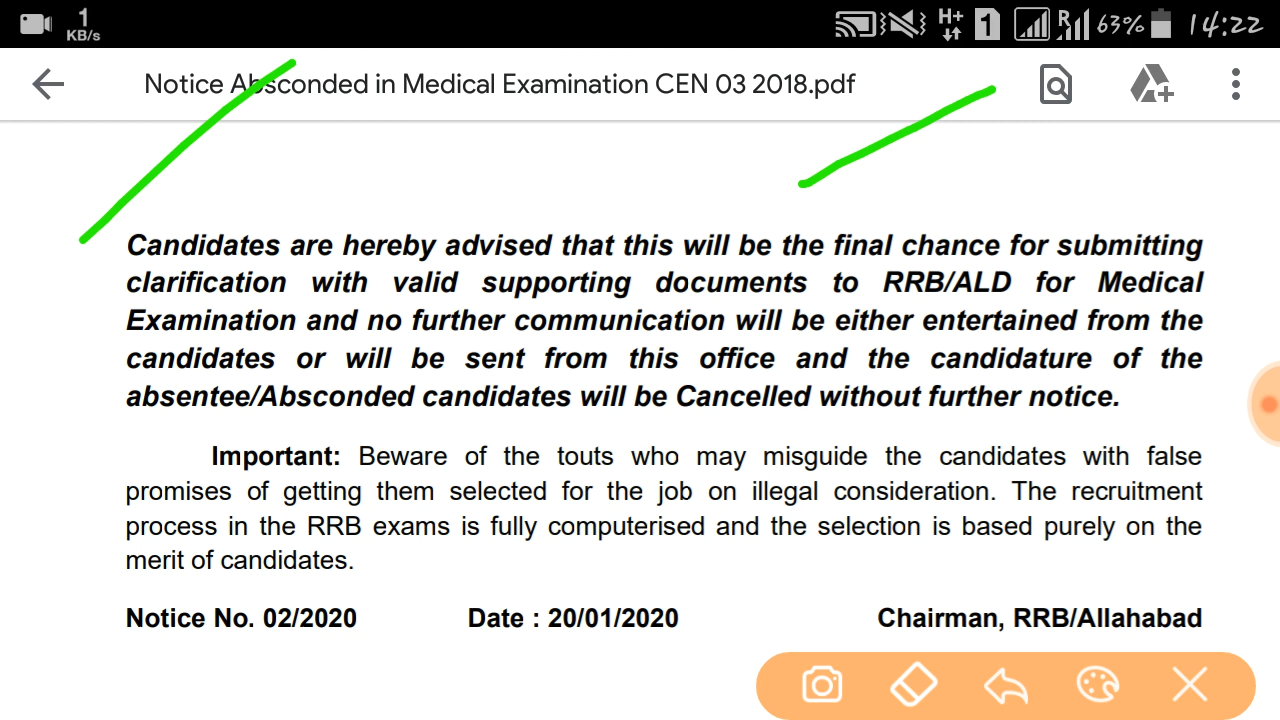 1
KB/s
H+ 1 R 63% 14:22
Notice Absconded in Medical Examination CEN 03 2018.pdf
Candidates are hereby advised that this will be the final chance for submitting
clarification with valid supporting documents to RRB/ALD for Medical
Examination and no further communication will be either entertained from the
candidates or will be sent from this office and the candidature of the
absentee/Absconded candidates will be Cancelled without further notice.
Important: Beware of the touts who may misguide the candidates with false
promises of getting them selected for the job on illegal consideration. The recruitment
process in the RRB exams is fully computerised and the selection is based purely on the
merit of candidates.
Notice No. 02/2020 Date : 20/01/2020 Chairman, RRB/Allahabad